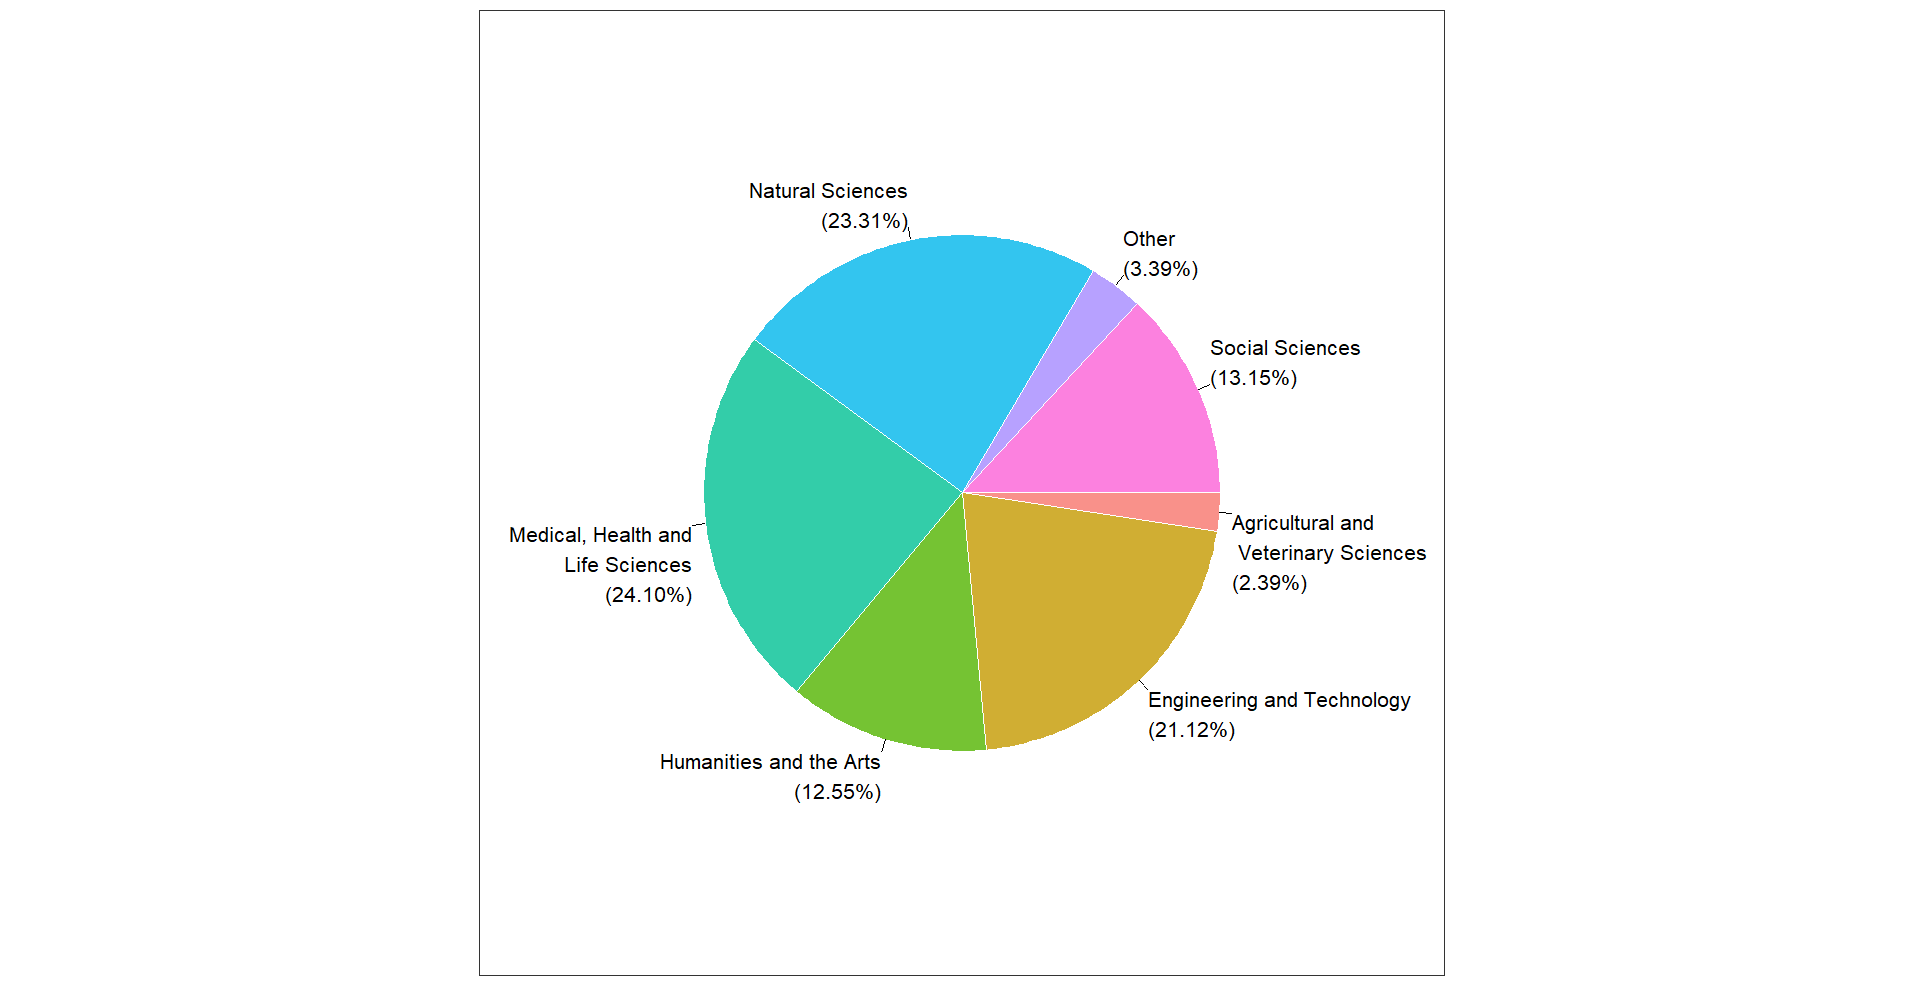 Natural Sciences
(23.31%)
Other
(3.39%)
Social Sciences
(13.15%)
Agricultural and
Veterinary Sciences
(2.39%)
Medical, Health and
Life Sciences
(24.10%)
Engineering and Technology
(21.12%)
Humanities and the Arts
(12.55%)